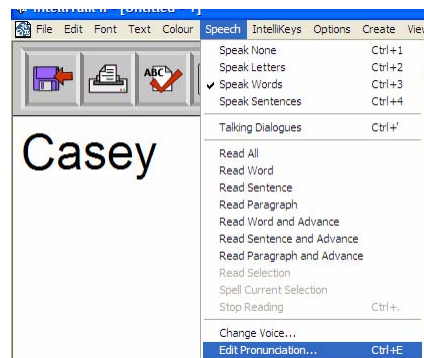 File Edit Font Text Colour Speech IntelliKeys Options Create
ABC
Casey
Speak None Ctrl+1
Speak Letters Ctrl+2
Speak Words Ctrl+3
Speak Sentences Ctrl+4
Talking Dialogues Ctrl+'
Read All
Read Word
Read Sentence
Read Paragraph
Read Word and Advance
Read Sentence and Advance
Read Paragraph and Advance
Read Selection
Spell Current Selection
Stop Reading Ctrl+.
Change Voice...
Edit Pronunciation... Ctrl+E